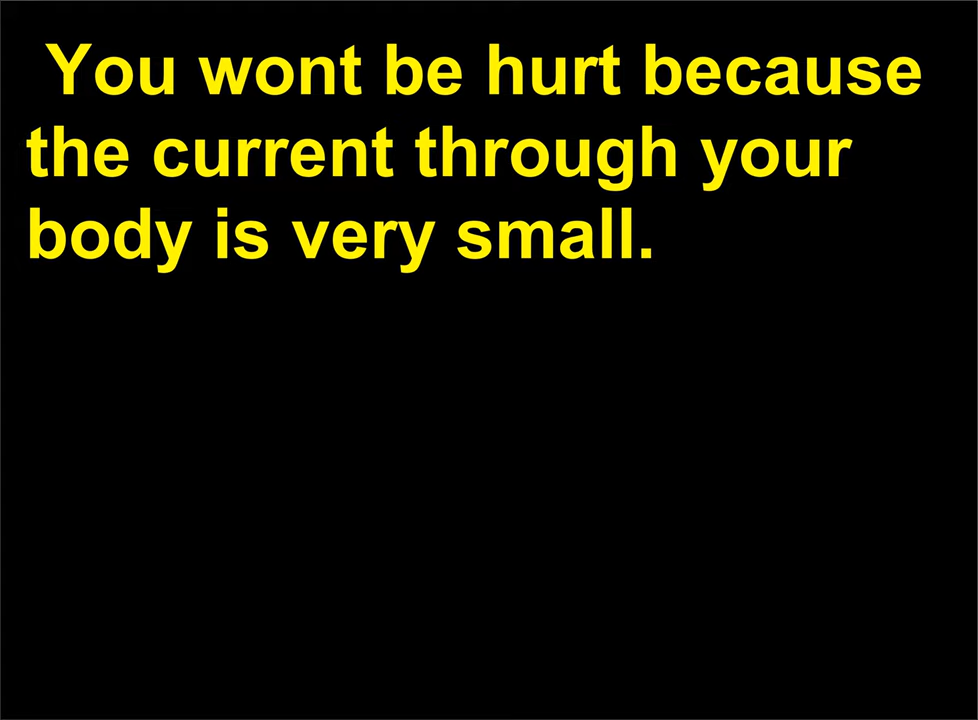 You wont be hurt because
the current through your
body is very small.